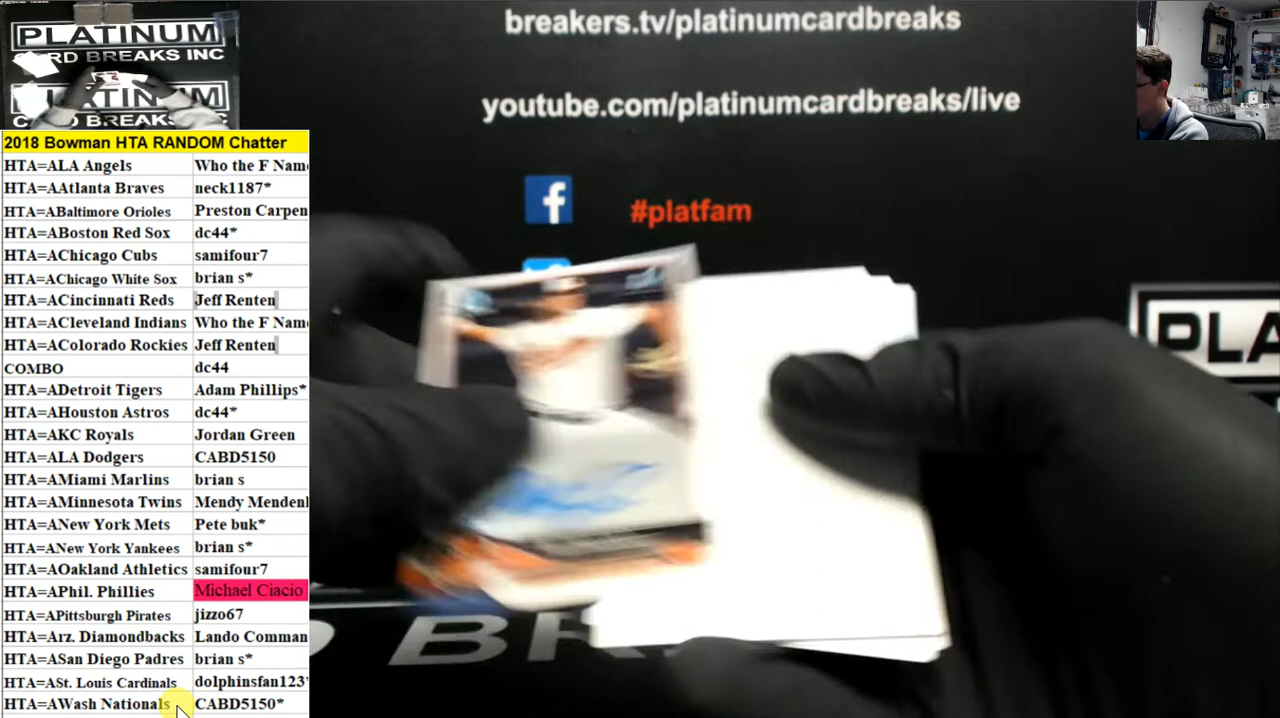 PLATINUM
CARD BREAKS INC
PLATINUM
CARD BREAKS
breakers.tv/platinumcardbreaks
youtube.com/platinumcardbreaks/live
f
#platfam
PLA
2018 Bowman HTA RANDOM Chatter
HTA=ALA Angels Who the F Name
HTA=AAtlanta Braves neck1187*
HTA=ABaltimore Orioles Preston Carpen
HTA=ABoston Red Sox dc44*
HTA=AChicago Cubs samifour7
HTA=AChicago White Sox brian s*
HTA=ACincinnati Reds Jeff Renten
HTA=ACleveland Indians Who the F Name
HTA=AColorado Rockies Jeff Renten
COMBO dc44
HTA=ADetroit Tigers Adam Phillips*
HTA=AHouston Astros dc44*
HTA=AKC Royals Jordan Green
HTA=ALA Dodgers CABD5150
HTA=AMiami Marlins brian s
HTA=AMinnesota Twins Mendy Menden
HTA=ANew York Mets Pete buk*
HTA=ANew York Yankees brian s*
HTA=AOakland Athletics samifour7
HTA=APhil. Phillies Michael Ciacio
HTA=APittsburgh Pirates jizzo67
HTA=Arz. Diamondbacks Lando Comman
HTA=ASan Diego Padres brian s*
HTA=ASt. Louis Cardinals dolphinsfan123
HTA=AWash Nationals CABD5150*